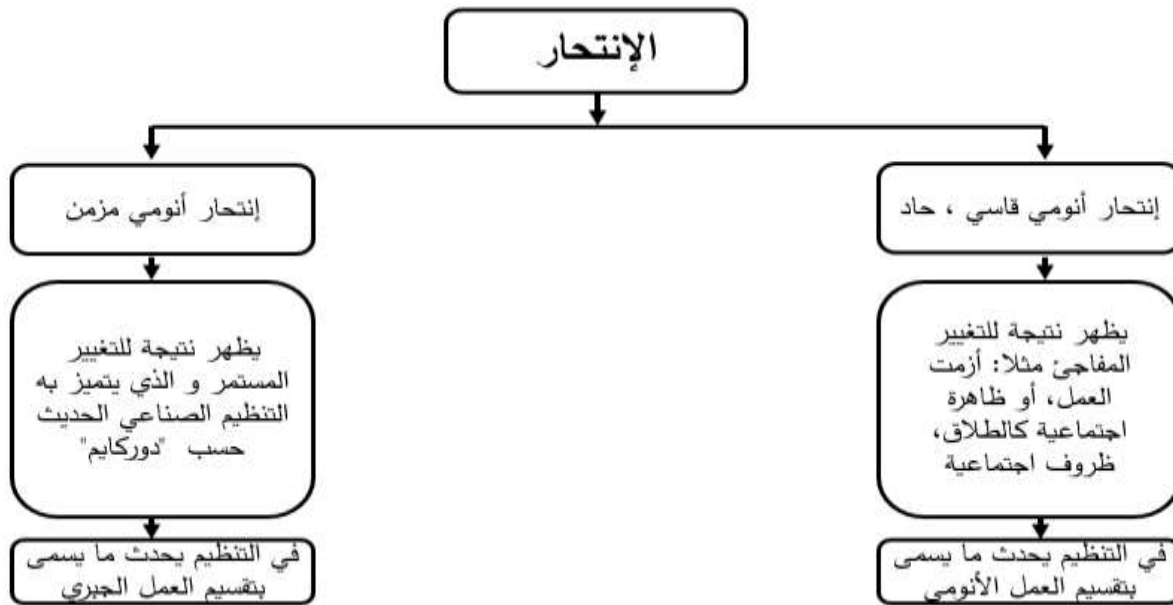 الإنتحار
إنتحار أنومي قاسي ، حاد
إنتحار أنومي مزمن
يظهر نتيجة للتغيير
المفاجئ مثلا: أزمت
العمل، أو ظاهرة
اجتماعية كالطلاق،
ظروف اجتماعية
يظهر نتيجة للتغيير
المستمر و الذي يتميز به
التنظيم الصناعي الحديث
حسب "دوركايم"
في التنظيم يحدث ما يسمى
بتقسيم العمل الأنومي
في التنظيم يحدث ما يسمى
بتقسيم العمل الجبري